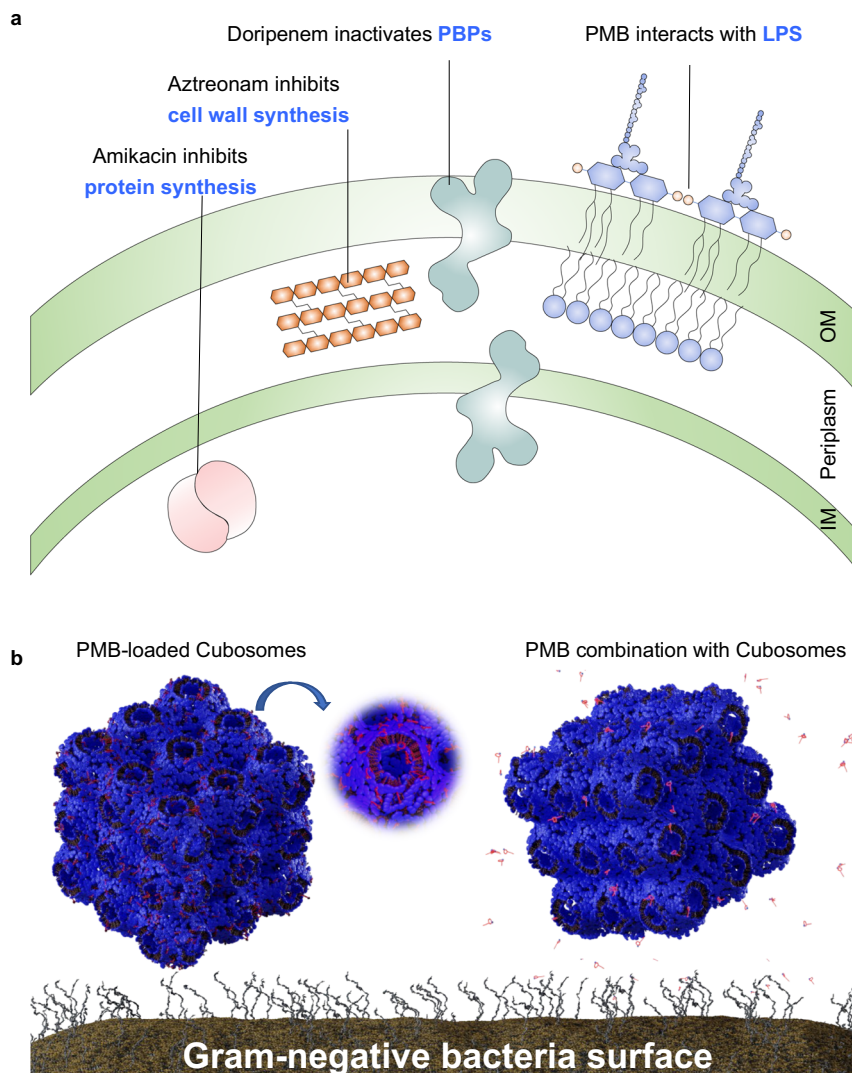 a
Doripenem inactivates PBPs
PMB interacts with LPS
Aztreonam inhibits
cell wall synthesis
Amikacin inhibits
protein synthesis
OM
Periplasm
IM
b
PMB-loaded Cubosomes
PMB combination with Cubosomes
Gram-negative bacteria surface